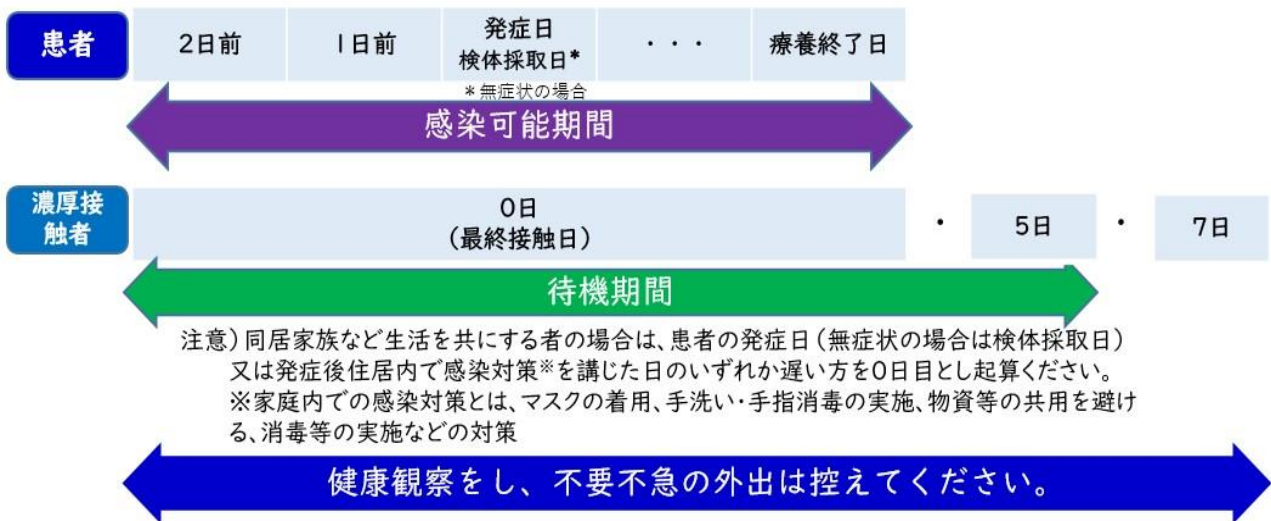 患者
2日前
1日前
発症日
検体採取日*
・・・
療養終了日
*無症状の場合
感染可能期間
濃厚接
触者
0日
(最終接触日)
・
5日
・
7日
待機期間
注意)同居家族など生活を共にする者の場合は、患者の発症日(無症状の場合は検体採取日)
又は発症後住居内で感染対策※を講じた日のいずれか遅い方を0日目とし起算ください。
※家庭内での感染対策とは、マスクの着用、手洗い・手指消毒の実施、物資等の共用を避け
る、消毒等の実施などの対策
健康観察をし、不要不急の外出は控えてください。